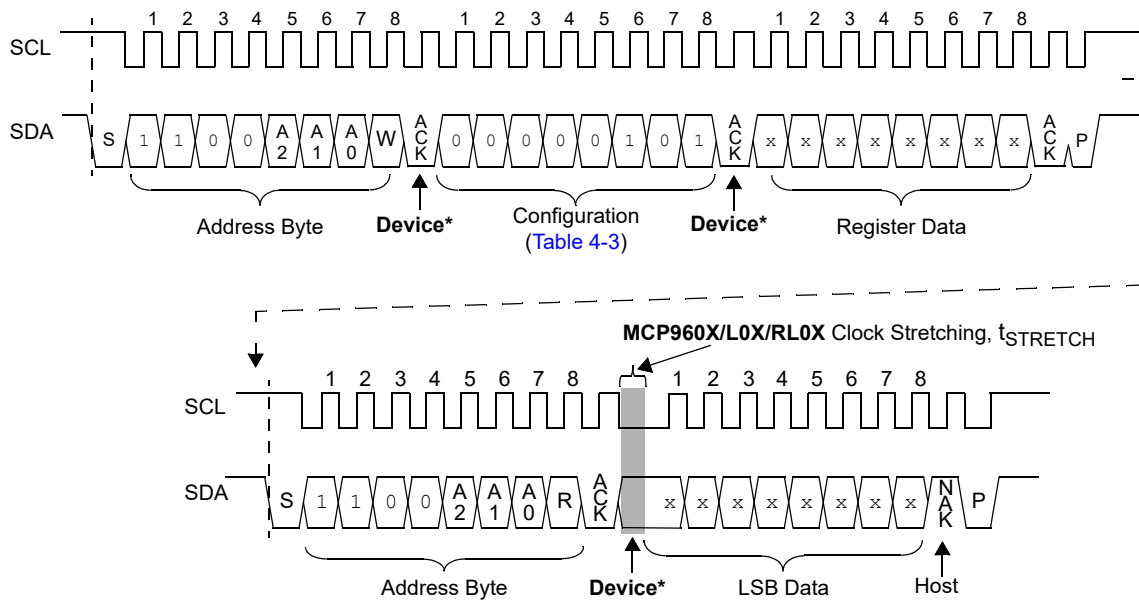 1 2 3 4 5 6 7 8 1 2 3 4 5 6 7 8 1 2 3 4 5 6 7 8
SCL
SDA S 1 1 0 0 A2 A1 A0 W ACK 0 0 0 0 0 1 0 1 ACK x x x x x x x x ACK P
Address Byte Device* Configuration Device* Register Data
(Table 4-3)
MCP960X/L0X/RL0X Clock Stretching, tSTRETCH
1 2 3 4 5 6 7 8 1 2 3 4 5 6 7 8
SCL
SDA S 1 1 0 0 A2 A1 A0 R ACK x x x x x x x x NAK P
Address Byte Device* LSB Data Host